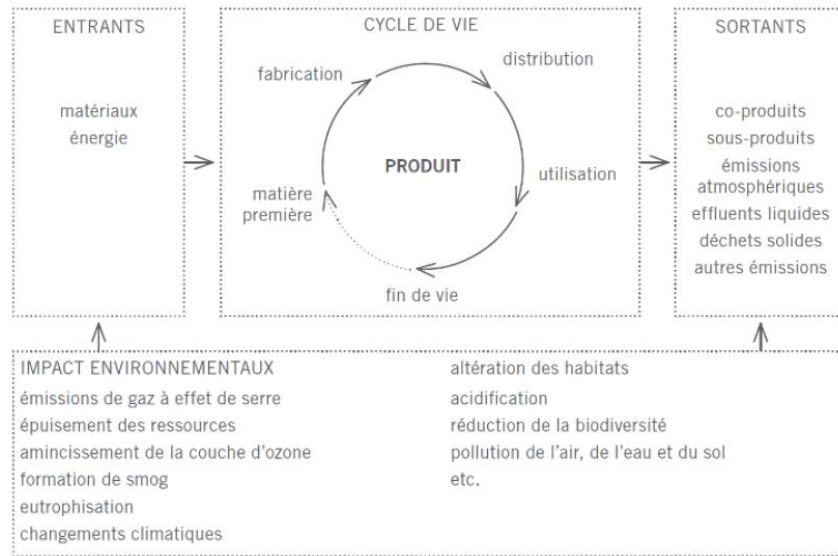 ENTRANTS
matériaux
énergie
CYCLE DE VIE
fabrication
distribution
PRODUIT
utilisation
matière
première
fin de vie
SORTANTS
co-produits
sous-produits
émissions
atmosphériques
effluents liquides
déchets solides
autres émissions
IMPACT ENVIRONNEMENTAUX
émissions de gaz à effet de serre
épuisement des ressources
amincissement de la couche d'ozone
formation de smog
eutrophisation
changements climatiques
altération des habitats
acidification
réduction de la biodiversité
pollution de l'air, de l'eau et du sol
etc.